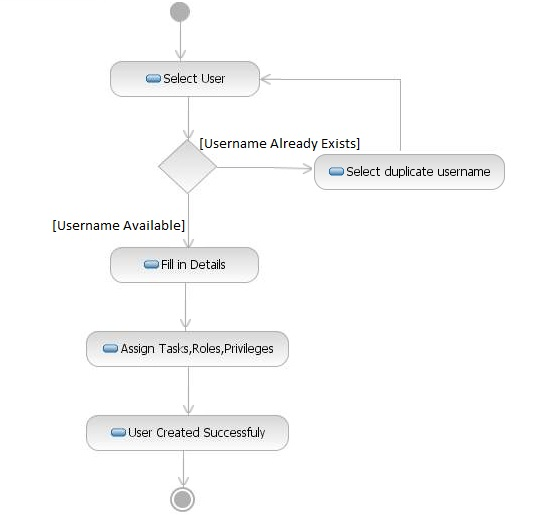 Select User
[Username Already Exists]
Select duplicate username
[Username Available]
Fill in Details
Assign Tasks,Roles,Privileges
User Created Successfuly